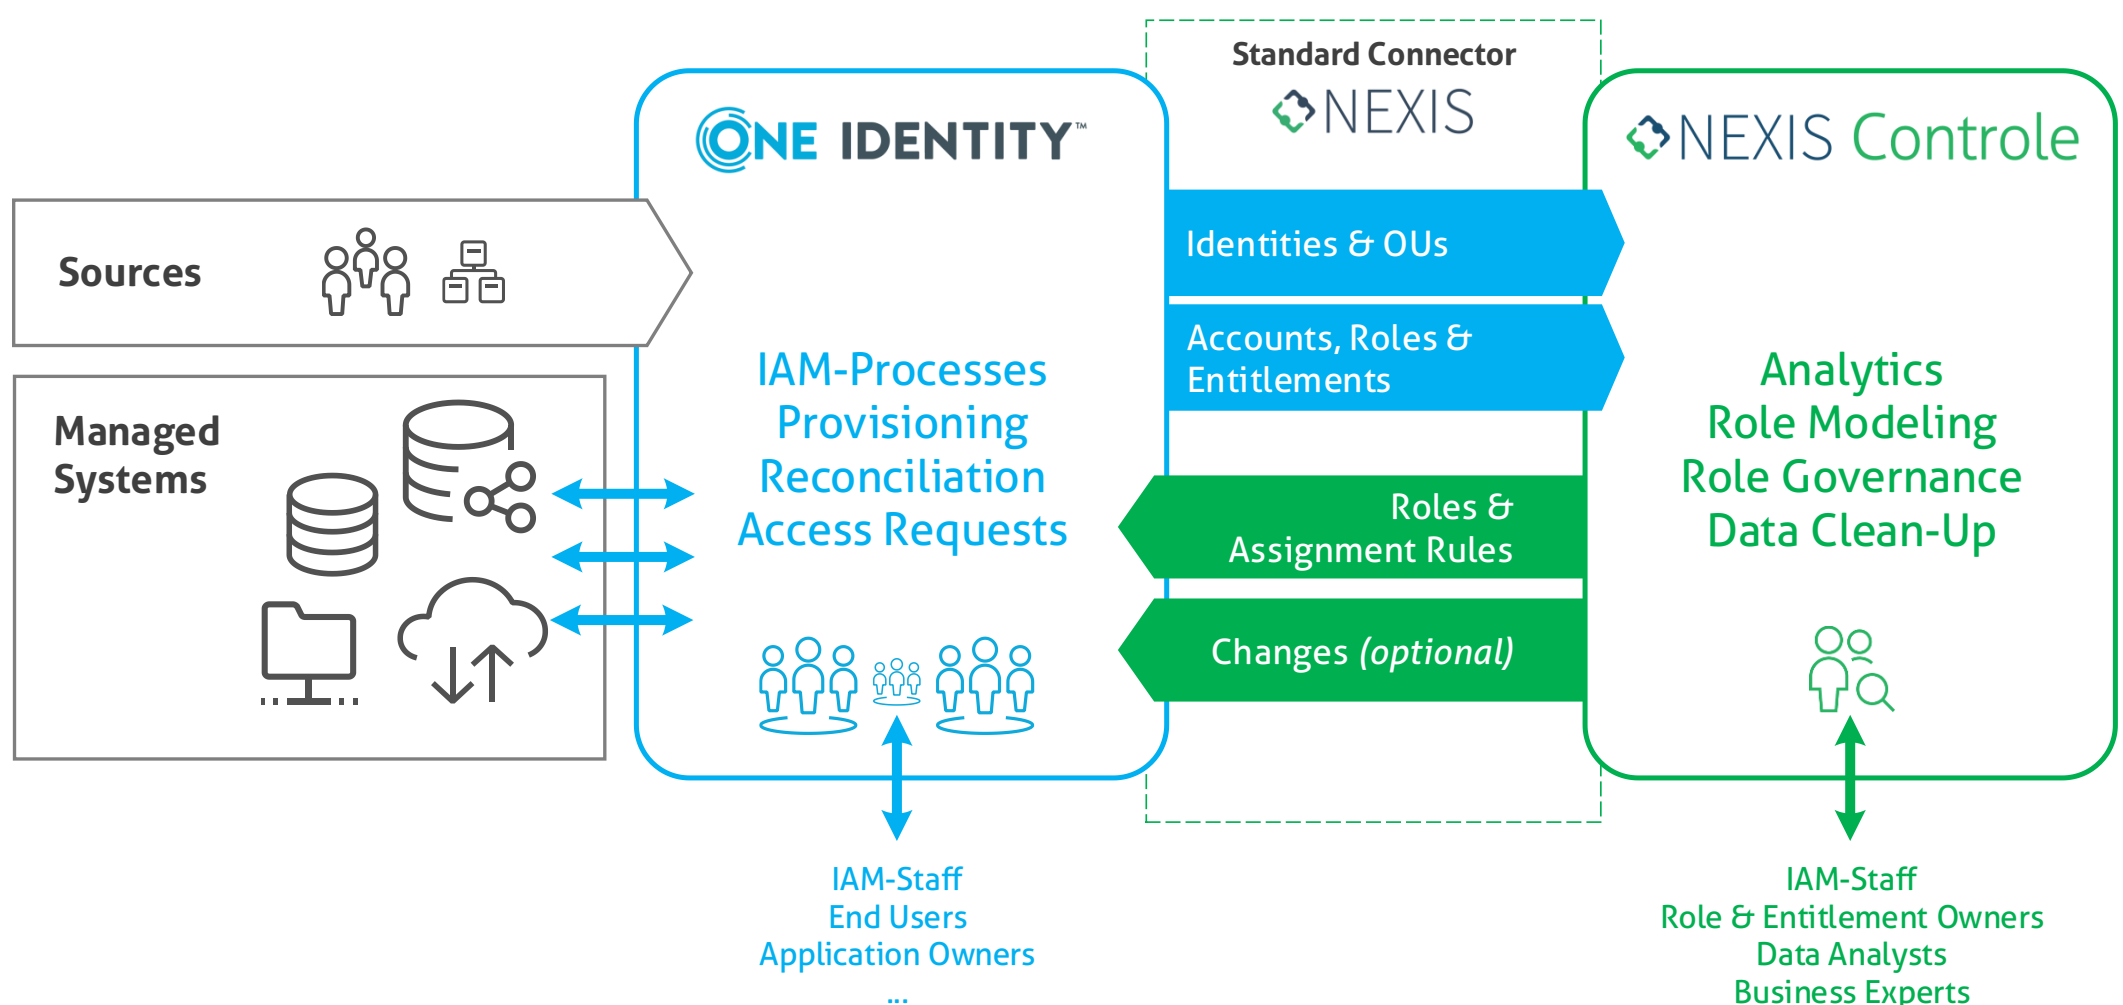 Standard Connector
NEXIS
ONE IDENTITY™
NEXIS Controle
Sources
Managed
Systems
IAM-Processes
Provisioning
Reconciliation
Access Requests
Identities & OUs
Accounts, Roles &
Entitlements
Roles &
Assignment Rules
Changes (optional)
Analytics
Role Modeling
Role Governance
Data Clean-Up
IAM-Staff
End Users
Application Owners
...
IAM-Staff
Role & Entitlement Owners
Data Analysts
Business Experts